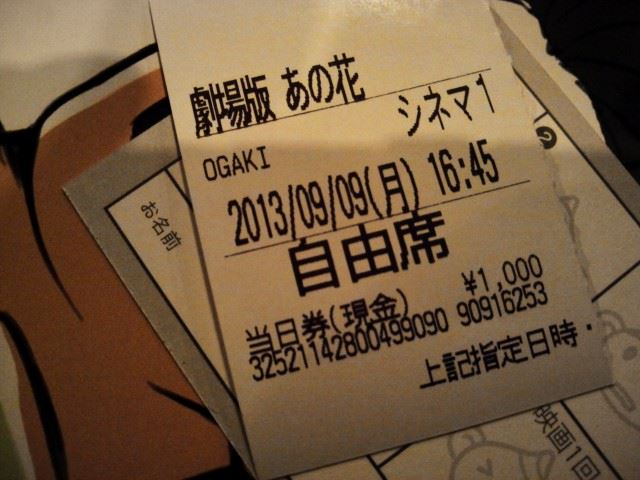 劇場版 あの花
シネマ1
OGAKI
2013/09/09(月) 16:45
自由席
¥1,000
当日券(現金)
32521142800499090 90916253
上記指定日時・
お名前
映画1回